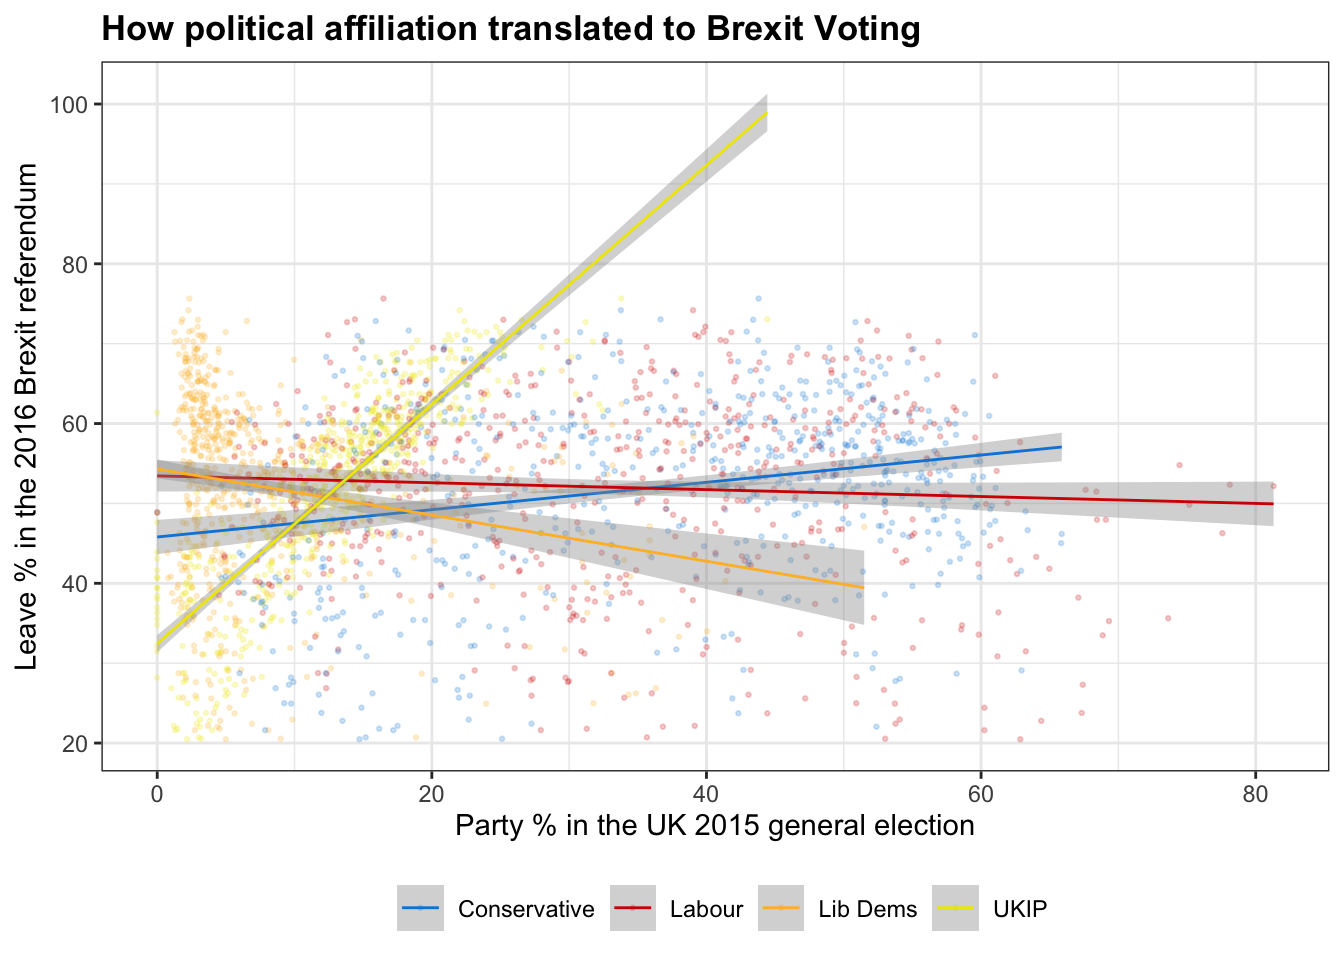 How political affiliation translated to Brexit Voting
Leave % in the 2016 Brexit referendum
100
80
60
40
20
0 20 40 60 80
Party % in the UK 2015 general election
Conservative Labour Lib Dems UKIP